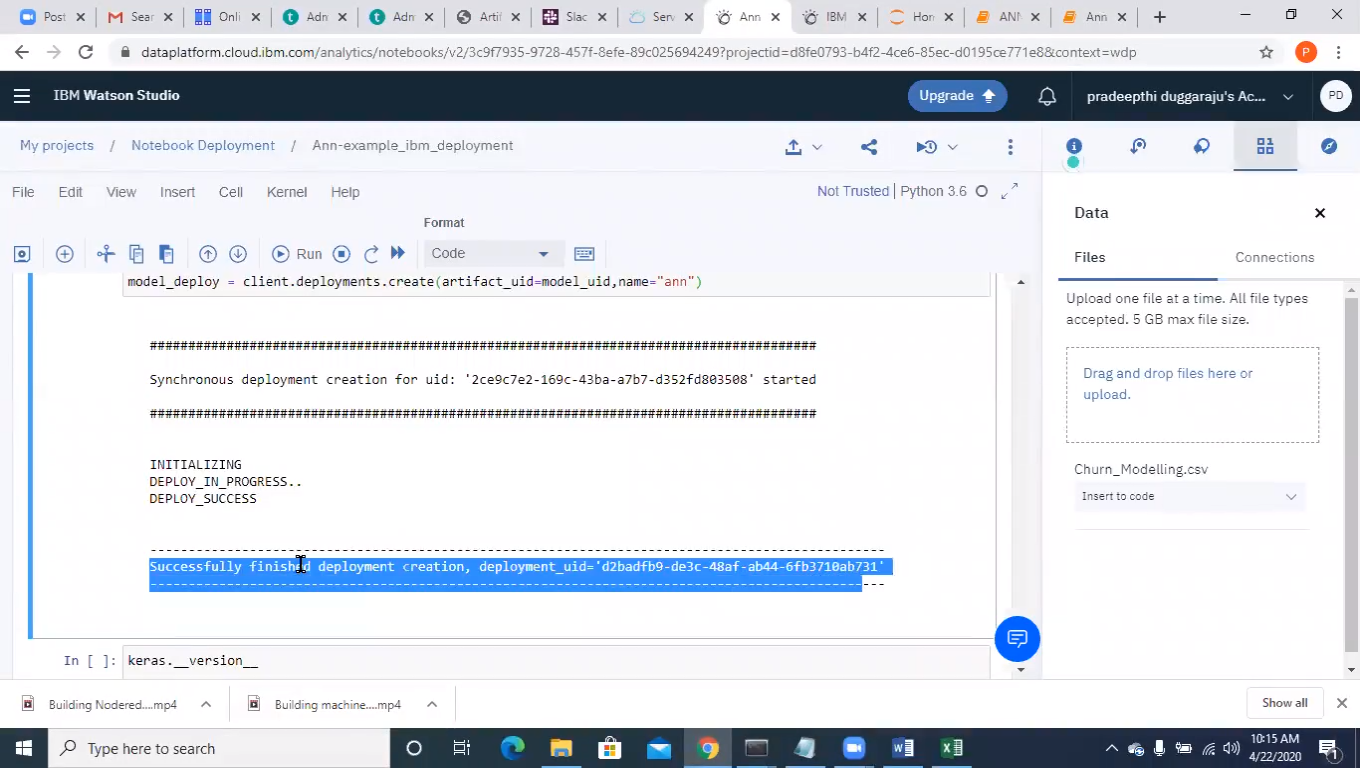 Post
Sear
Onli
Adn
Adn
Artif
Slac
Serv
Ann
IBM
Hon
ANN
Ann
dataplatform.cloud.ibm.com/analytics/notebooks/v2/3c9f7935-9728-457f-8efe-89c025694249?projectid=d8fe0793-b4f2-4ce6-85ec-d0195ce771e8&context=wdp
P
IBM Watson Studio
Upgrade
pradeepthi duggaraju's Ac...
PD
My projects / Notebook Deployment / Ann-example_ibm_deployment
File Edit View Insert Cell Kernel Help
Not Trusted | Python 3.6
Format
Run
Code
model_deploy = client.deployments.create(artifact_uid=model_uid,name="ann")
#######################################################################################
Synchronous deployment creation for uid: '2ce9c7e2-169c-43ba-a7b7-d352fd803508' started
#######################################################################################
INITIALIZING
DEPLOY_IN_PROGRESS..
DEPLOY_SUCCESS
------------------------------------------------------------------------------------------------
Successfully finished deployment creation, deployment_uid='d2badfb9-de3c-48af-ab44-6fb3710ab731'
------------------------------------------------------------------------------------------------
In [ ]: keras.__version__
Data
Files
Connections
Upload one file at a time. All file types
accepted. 5 GB max file size.
Drag and drop files here or
upload.
Churn_Modelling.csv
Insert to code
Building Nodered....mp4
Building machine....mp4
Show all
Type here to search
10:15 AM
4/22/2020
1